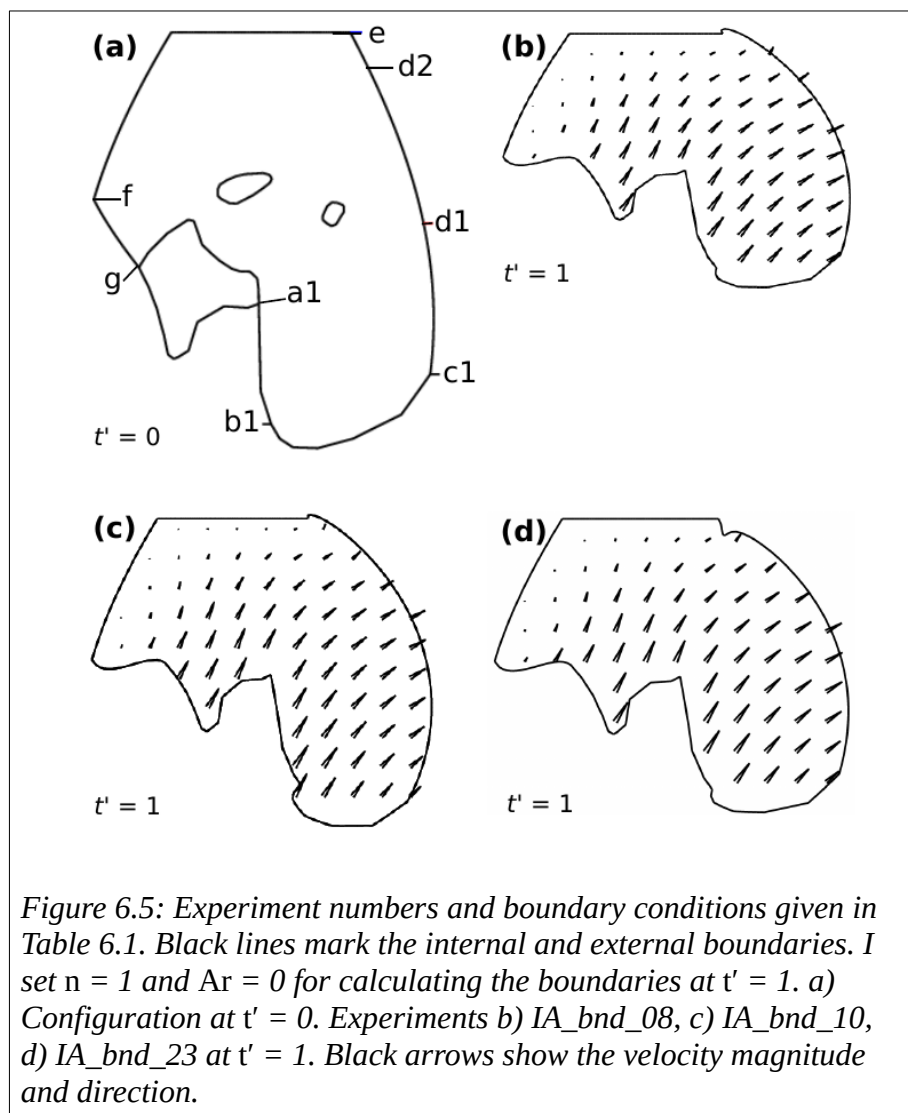 (a)
e
d2
f
d1
g
a1
c1
b1
t' = 0
(b)
t' = 1
(c)
t' = 1
(d)
t' = 1
Figure 6.5: Experiment numbers and boundary conditions given in
Table 6.1. Black lines mark the internal and external boundaries. I
set n = 1 and Ar = 0 for calculating the boundaries at t′ = 1. a)
Configuration at t′ = 0. Experiments b) IA_bnd_08, c) IA_bnd_10,
d) IA_bnd_23 at t′ = 1. Black arrows show the velocity magnitude
and direction.